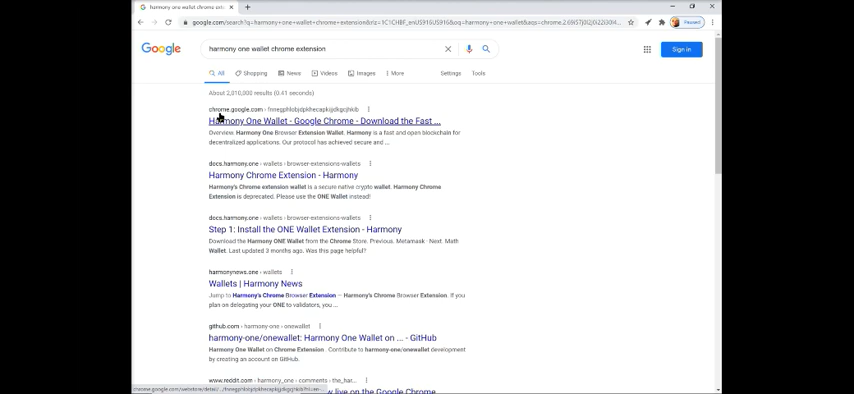 harmony one wallet chrome extension
Paused
Google
harmony one wallet chrome extension
Sign in
All Shopping News Videos Images More Settings Tools
About 2,010,000 results (0.41 seconds)
chrome.google.com ›
Harmony One Wallet - Google Chrome - Download the Fast ...
Overview. Harmony One Browser Extension Wallet. Harmony is a fast and open blockchain for
decentralized applications. Our protocol has achieved secure and ...
docs.harmony.one › wallets › browser-extensions-wallets
Harmony Chrome Extension - Harmony
Harmony's Chrome extension wallet is a secure native crypto wallet. Harmony Chrome
Extension is deprecated. Please use the ONE Wallet instead!
docs.harmony.one › wallets › browser-extensions-wallets
Step 1: Install the ONE Wallet Extension - Harmony
Download the Harmony ONE Wallet from the Chrome Store. Previous. Metamask · Next. Math
Wallet. Last updated 3 months ago. Was this page helpful?
harmonynews.one › wallets
Wallets | Harmony News
Jump to Harmony's Chrome Browser Extension — Harmony's Chrome Browser Extension. If you
plan on delegating your ONE to validators, you ...
github.com › harmony-one › onewallet
harmony-one/onewallet: Harmony One Wallet on ... - GitHub
Harmony One Wallet on Chrome Extension. Contribute to harmony-one/onewallet development
by creating an account on GitHub.
www.reddit.com › harmony_one › comments › the_har...
now live on the Google Chrome